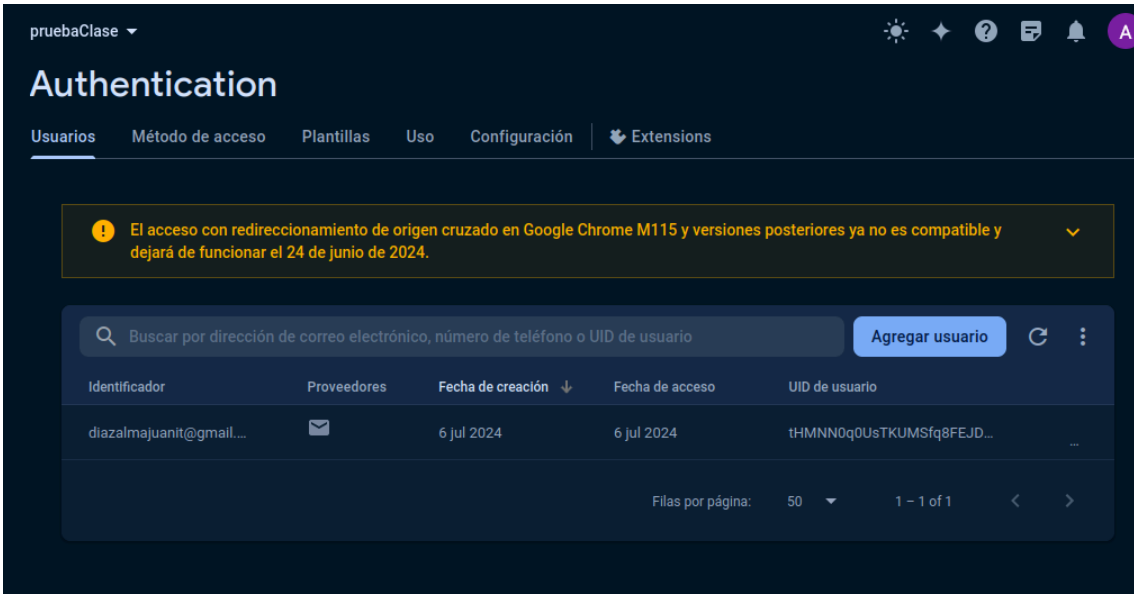 pruebaClase
A
Authentication
Usuarios Método de acceso Plantillas Uso Configuración Extensions
El acceso con redireccionamiento de origen cruzado en Google Chrome M115 y versiones posteriores ya no es compatible y
dejará de funcionar el 24 de junio de 2024.
Buscar por dirección de correo electrónico, número de teléfono o UID de usuario Agregar usuario
Identificador Proveedores Fecha de creación Fecha de acceso UID de usuario
diazalmajuanit@gmail.... 6 jul 2024 6 jul 2024 tHMNN0q0UsTKUMSfq8FEJD...
Filas por página: 50 1 – 1 of 1